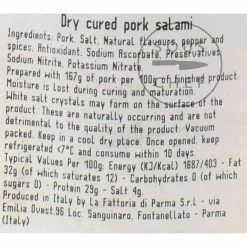 Dry cured pork salami
Ingredients: Pork, Salt, Natural flavours, pepper and
spices, Antioxidant: Sodium Ascorbate, Preservatives:
Sodium Nitrite, Potassium Nitrate.
Prepared with 167g of pork per 100g of finished product.
Moisture is lost during curing and maturation
White salt crystals may form on the surface of the
product. These are naturally occurring and are not
detrimental to the quality of the product. Vacuum
packed. Keep in a cool dry place. Once opened, keep
refrigerated <7°C and consume within 10 days.
Typical Values Per 100g: Energy (KJ/Kcal) 1687/403 - Fat
32g (of which saturates 12) - Carbohydrates 0 (of which
sugars 0) - Protein 29g - Salt 4g.
Produced in Italy by La Fattoria di Parma S.r.l - via
Emilia Ovest,96 Loc. Sanguinaro, Fontanellato - Parma
(Italy)